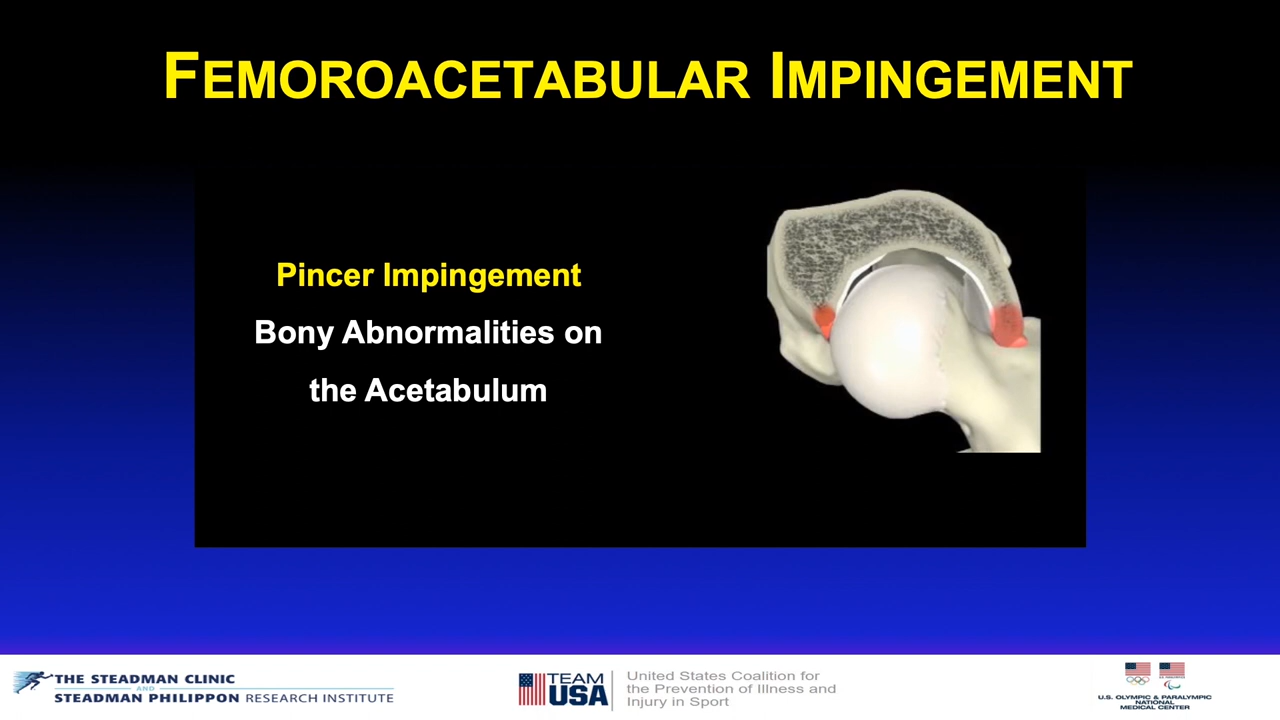 FEMOROACETABULAR IMPINGEMENT
Pincer Impingement
Bony Abnormalities on
the Acetabulum
THE STEADMAN CLINIC
AND
STEADMAN PHILIPPON RESEARCH INSTITUTE
TEAM
USA
United States Coalition for
the Prevention of Illness and
Injury in Sport
U.S. OLYMPIC & PARALYMPIC
NATIONAL
MEDICAL CENTER